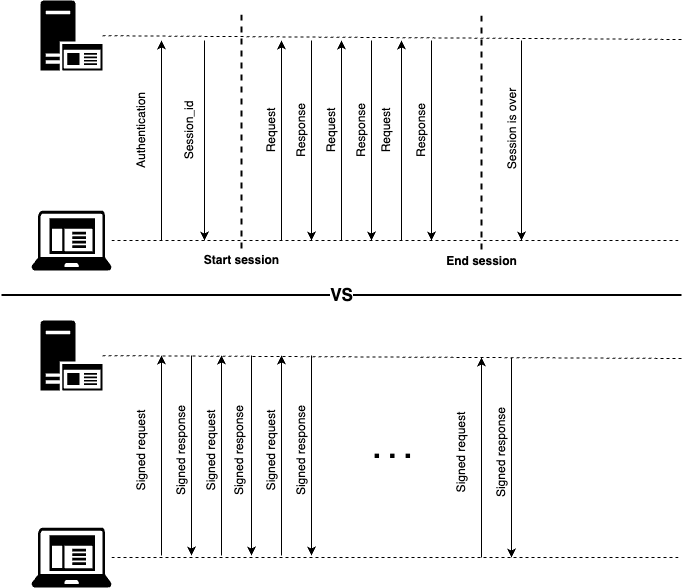 Authentication
Session_id
Request
Response
Request
Response
Request
Response
Session is over
Start session
End session
VS
Signed request
Signed response
Signed request
Signed response
Signed request
Signed response
...
Signed request
Signed response